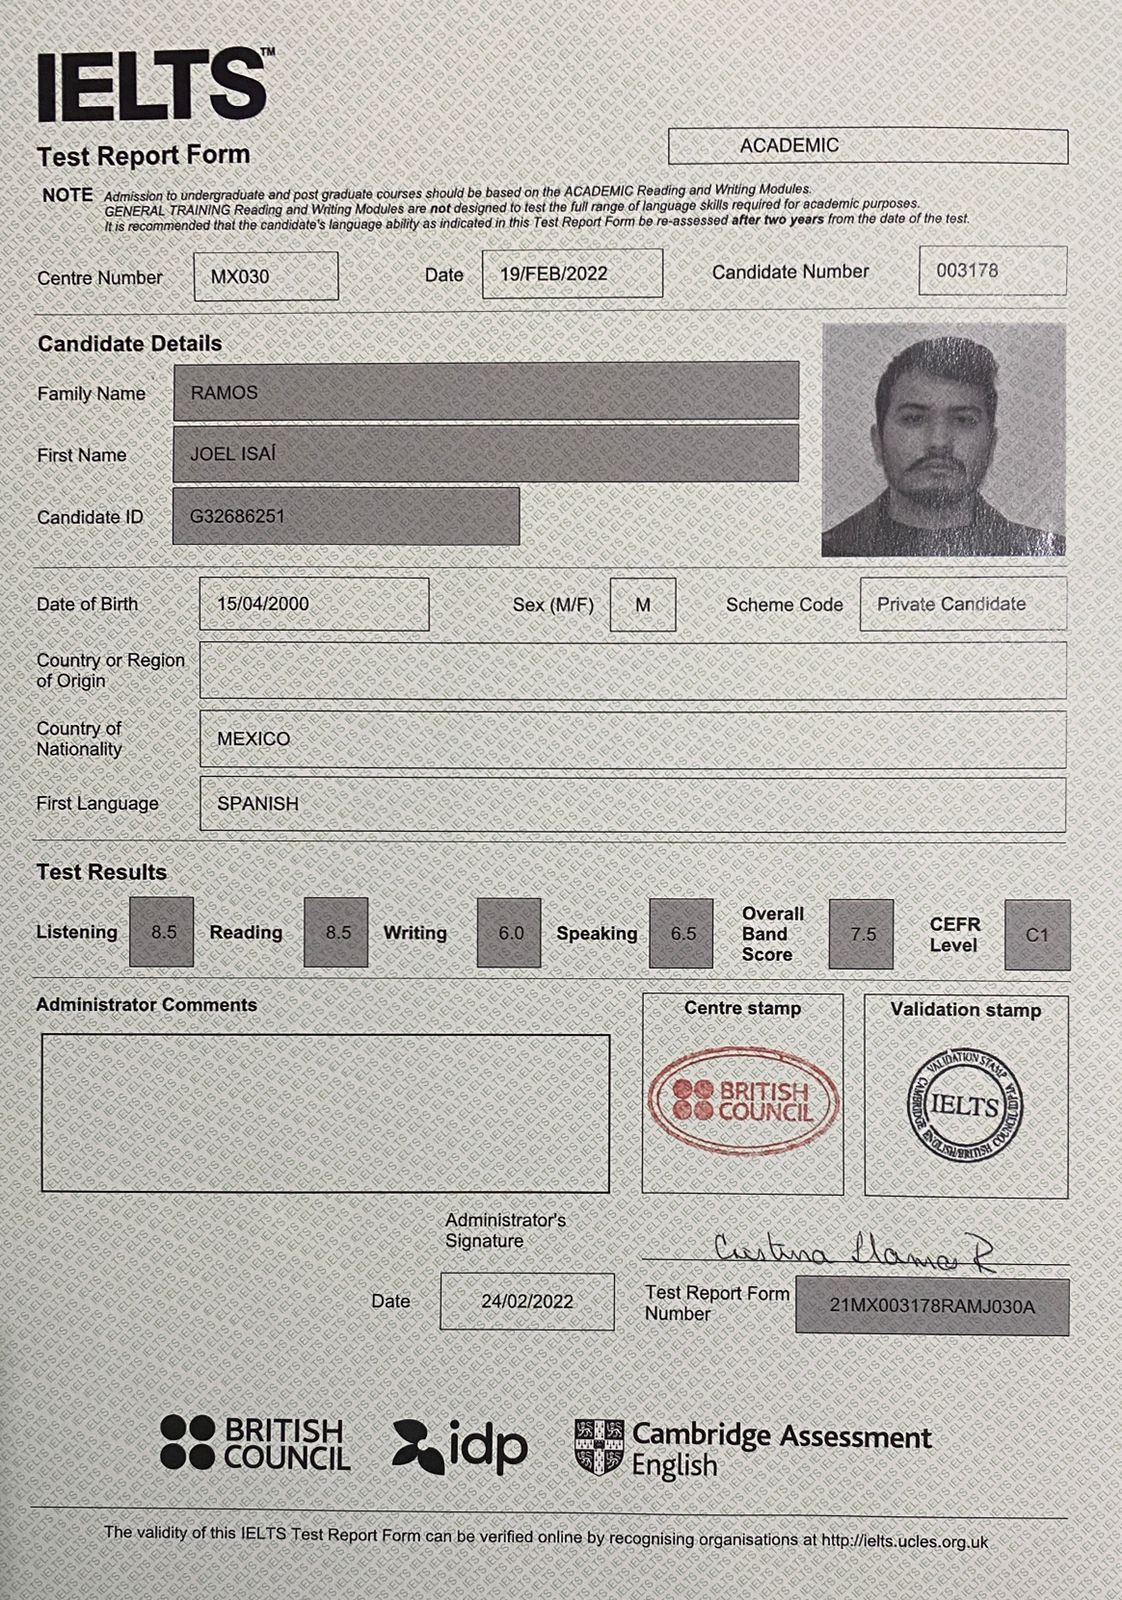 IELTS™
Test Report Form
ACADEMIC
NOTE Admission to undergraduate and post graduate courses should be based on the ACADEMIC Reading and Writing Modules.
GENERAL TRAINING Reading and Writing Modules are not designed to test the full range of language skills required for academic purposes.
It is recommended that the candidate's language ability as indicated in this Test Report Form be re-assessed after two years from the date of the test.
Centre Number MX030 Date 19/FEB/2022 Candidate Number 003178
Candidate Details
Family Name RAMOS
First Name JOEL ISAÍ
Candidate ID G32686251
Date of Birth 15/04/2000 Sex (M/F) M Scheme Code Private Candidate
Country or Region
of Origin
Country of
Nationality MEXICO
First Language SPANISH
Test Results
Listening 8.5 Reading 8.5 Writing 6.0 Speaking 6.5 Overall Band Score 7.5 CEFR Level C1
Administrator Comments
Centre stamp
BRITISH
COUNCIL
Validation stamp
VALIDATION STAMP
IELTS
CAMBRIDGE ENGLISH/BRITISH COUNCIL/IDP:IA
Administrator's
Signature
Cristina Llamas R
Date 24/02/2022
Test Report Form
Number 21MX003178RAMJ030A
BRITISH
COUNCIL
idp
Cambridge Assessment
English
The validity of this IELTS Test Report Form can be verified online by recognising organisations at http://ielts.ucles.org.uk